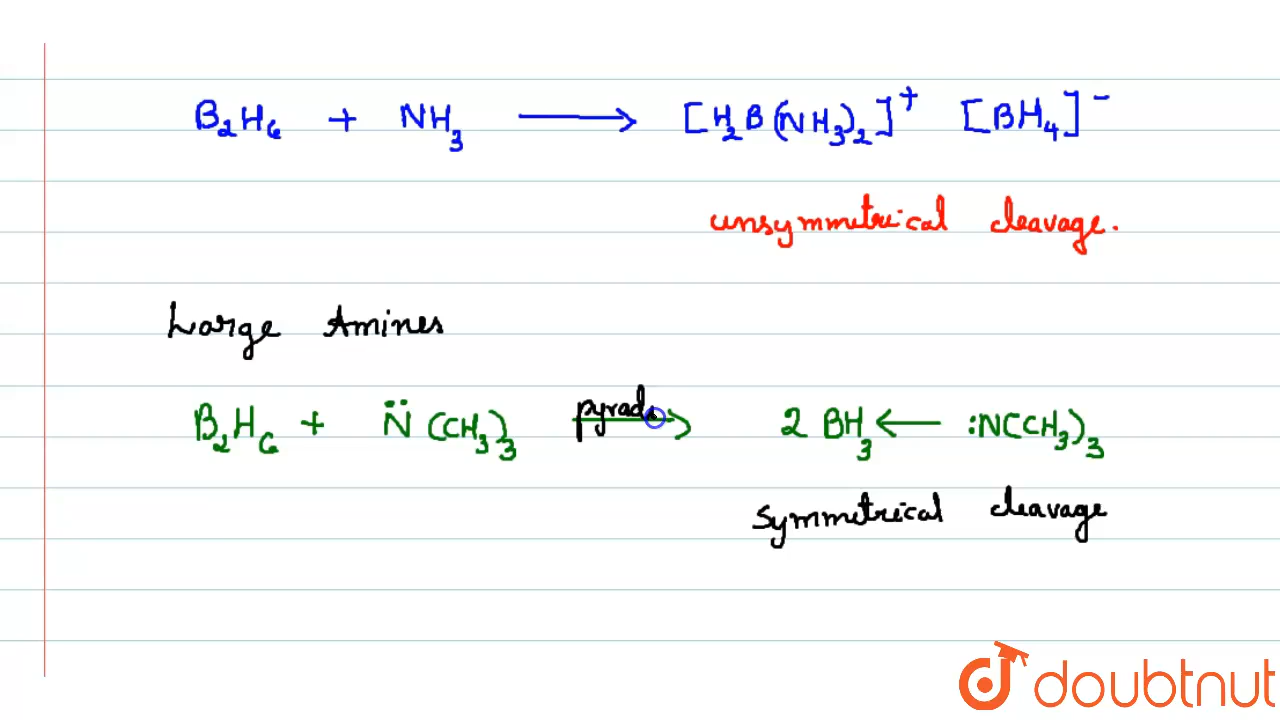 B₂H₆ + NH₃ ⟶ [H₂B(NH₃)₂]⁺ [BH₄]⁻
unsymmetrical cleavage.
Large Amines
pyrad
B₂H₆ + N̈(CH₃)₃ ⟶ 2 BH₃ ⟵ :N(CH₃)₃
symmetrical cleavage
doubtnut